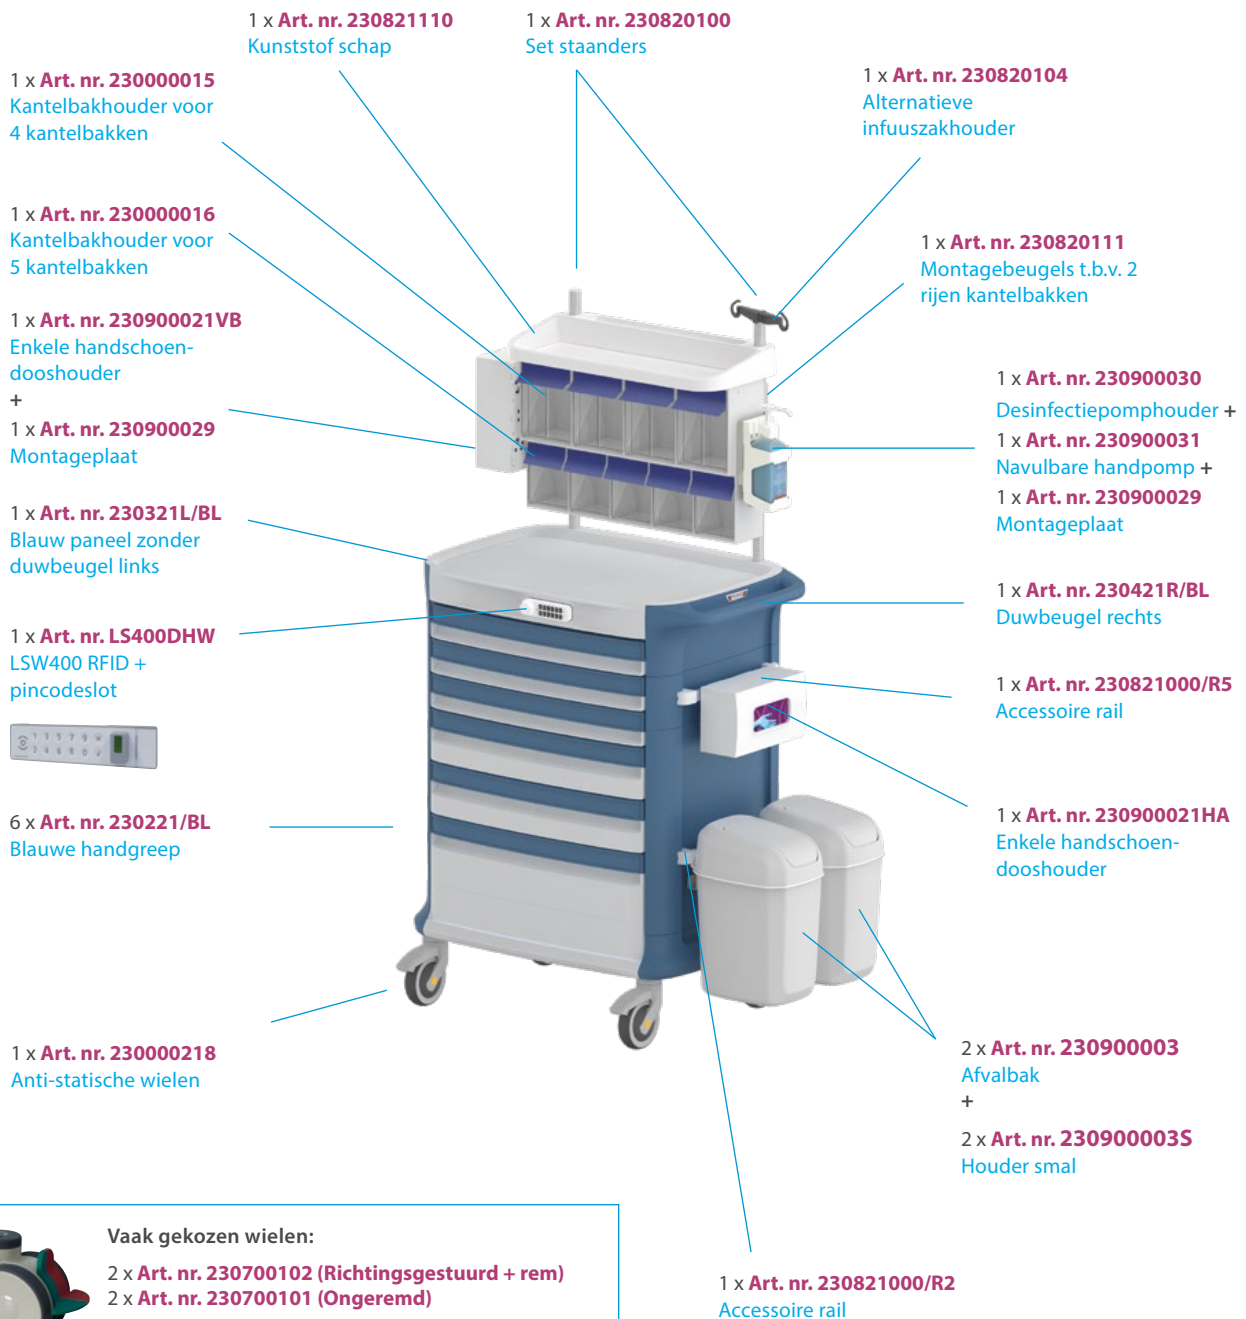 1 x Art. nr. 230821110
Kunststof schap
1 x Art. nr. 230820100
Set staanders
1 x Art. nr. 230000015
Kantelbakhouder voor
4 kantelbakken
1 x Art. nr. 230820104
Alternatieve
infuuszakhouder
1 x Art. nr. 230000016
Kantelbakhouder voor
5 kantelbakken
1 x Art. nr. 230820111
Montagebeugels t.b.v. 2
rijen kantelbakken
1 x Art. nr. 230900021VB
Enkele handschoen-
dooshouder
+
1 x Art. nr. 230900029
Montageplaat
1 x Art. nr. 230900030
Desinfectiepomphouder +
1 x Art. nr. 230900031
Navulbare handpomp +
1 x Art. nr. 230900029
Montageplaat
1 x Art. nr. 230321L/BL
Blauw paneel zonder
duwbeugel links
1 x Art. nr. 230421R/BL
Duwbeugel rechts
1 x Art. nr. LS400DHW
LSW400 RFID +
pincodeslot
1 x Art. nr. 230821000/R5
Accessoire rail
6 x Art. nr. 230221/BL
Blauwe handgreep
1 x Art. nr. 230900021HA
Enkele handschoen-
dooshouder
1 x Art. nr. 230000218
Anti-statische wielen
2 x Art. nr. 230900003
Afvalbak
+
2 x Art. nr. 230900003S
Houder smal
Vaak gekozen wielen:
2 x Art. nr. 230700102 (Richtingsgestuurd + rem)
2 x Art. nr. 230700101 (Ongeremd)
1 x Art. nr. 230821000/R2
Accessoire rail